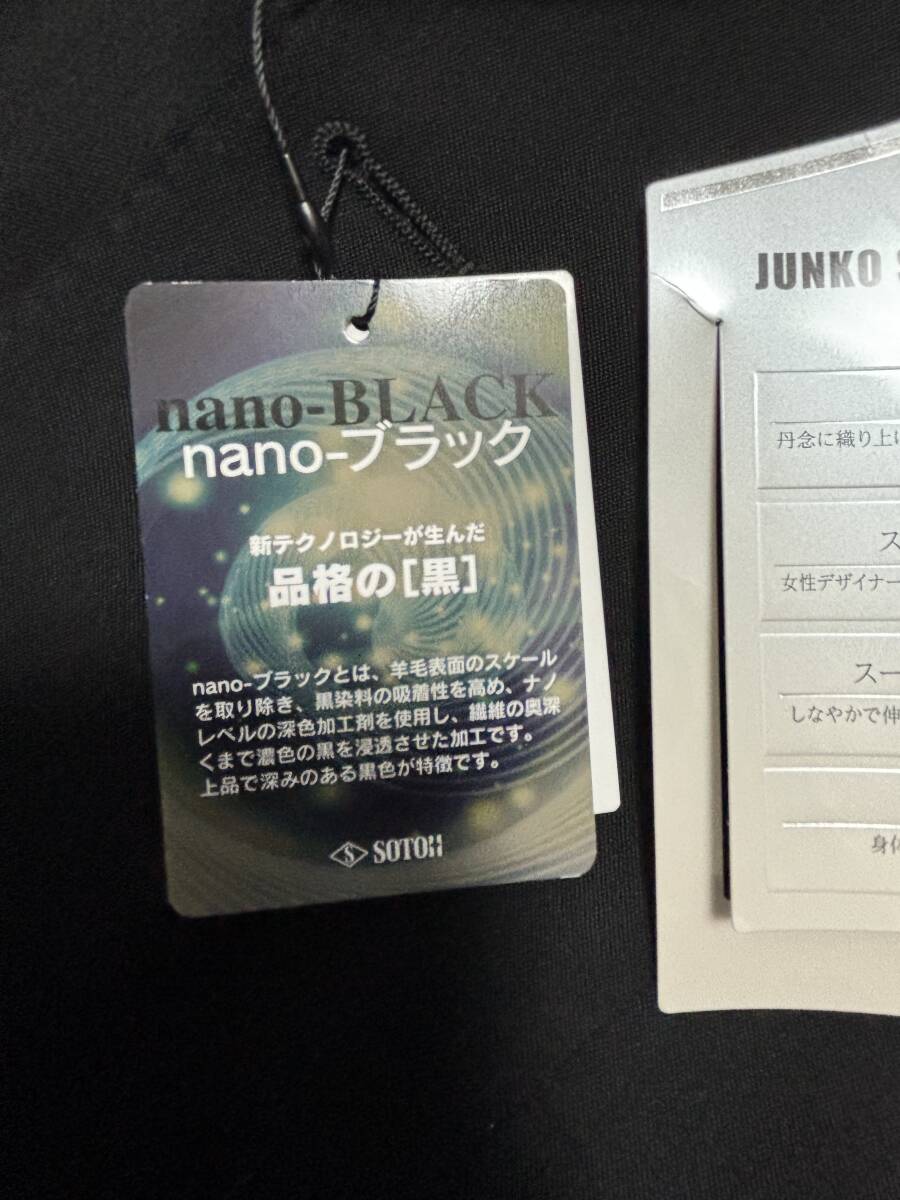 nano-BLACK
nano-ブラック
新テクノロジーが生んだ
品格の[黒]
nano-ブラックとは、羊毛表面のスケール
を取り除き、黒染料の吸着性を高め、ナノ
レベルの深色加工剤を使用し、繊維の奥深
くまで濃色の黒を浸透させた加工です。
上品で深みのある黒色が特徴です。
S SOTOH
JUNKO
丹念に織り上げ
ス
女性デザイナー
スー
しなやかで伸
身体